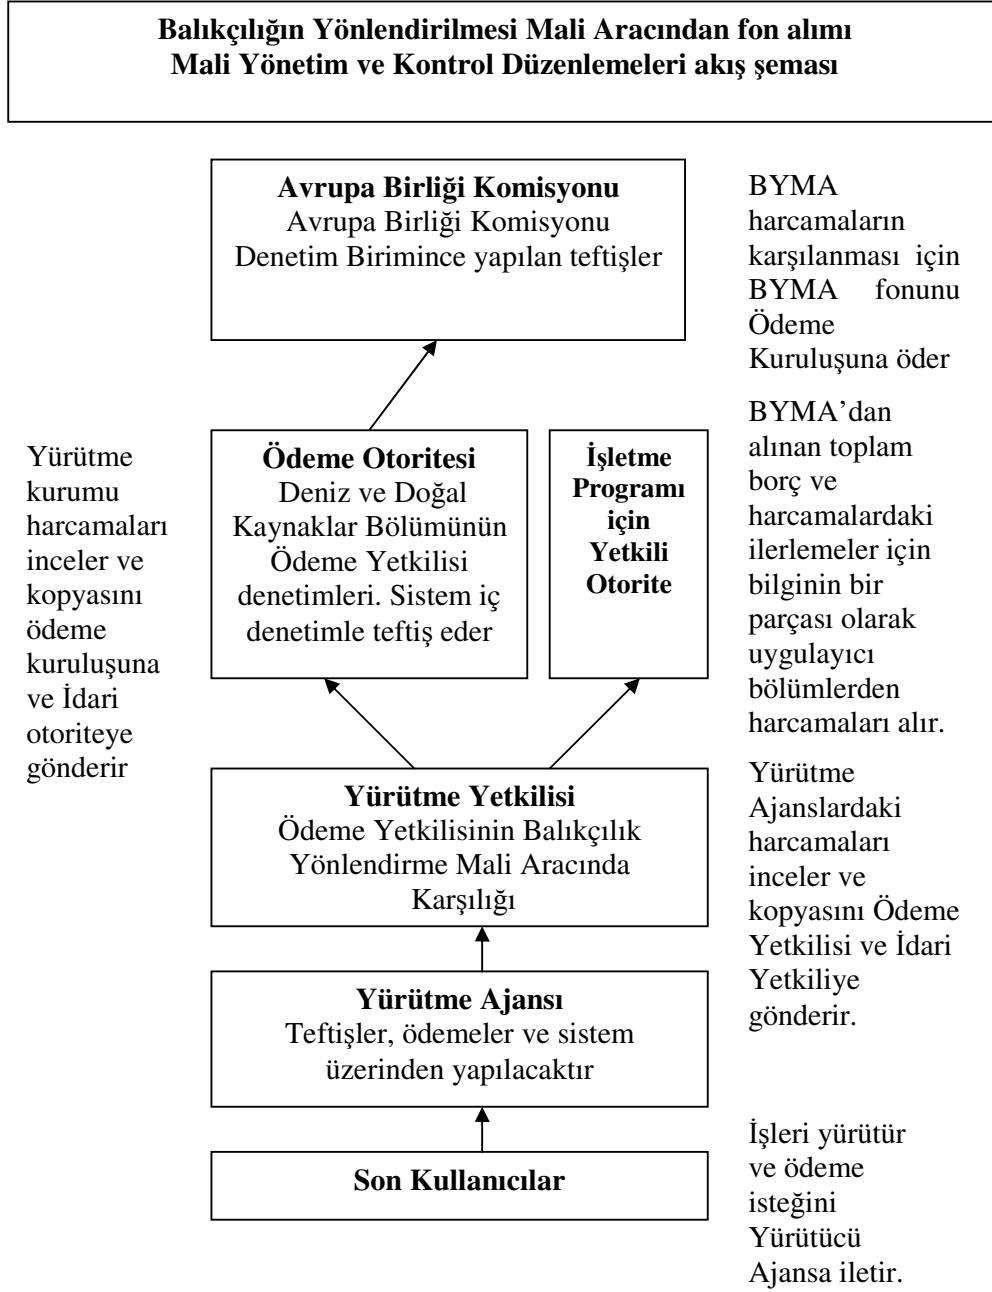 Balıkçılığın Yönlendirilmesi Mali Aracından fon alımı
Mali Yönetim ve Kontrol Düzenlemeleri akış şeması
Avrupa Birliği Komisyonu
Avrupa Birliği Komisyonu
Denetim Birimince yapılan teftişler
BYMA
harcamaların
karşılanması için
BYMA fonunu
Ödeme
Kuruluşuna öder
Yürütme
kurumu
harcamaları
inceler ve
kopyasını
ödeme
kuruluşuna
ve İdari
otoriteye
gönderir
Ödeme Otoritesi
Deniz ve Doğal
Kaynaklar Bölümünün
Ödeme Yetkilisi
denetimleri. Sistem iç
denetimle teftiş eder
İşletme
Programı
için
Yetkili
Otorite
BYMA’dan
alınan toplam
borç ve
harcamalardaki
ilerlemeler için
bilginin bir
parçası olarak
uygulayıcı
bölümlerden
harcamaları alır.
Yürütme Yetkilisi
Ödeme Yetkilisinin Balıkçılık
Yönlendirme Mali Aracında
Karşılığı
Yürütme
Ajanslardaki
harcamaları
inceler ve
kopyasını Ödeme
Yetkilisi ve İdari
Yetkiliye
gönderir.
Yürütme Ajansı
Teftişler, ödemeler ve sistem
üzerinden yapılacaktır
Son Kullanıcılar
İşleri yürütür
ve ödeme
isteğini
Yürütücü
Ajansa iletir.